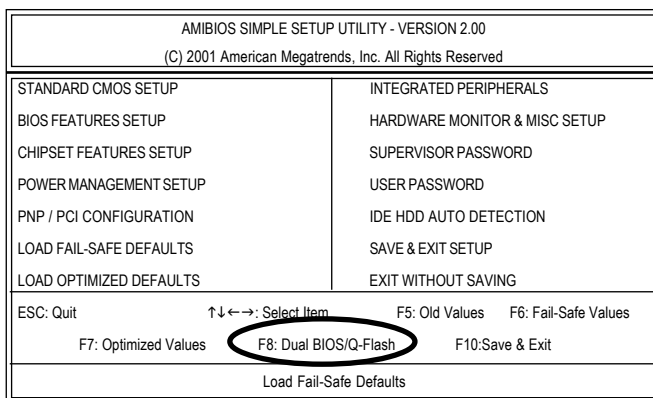 AMIBIOS SIMPLE SETUP UTILITY - VERSION 2.00
(C) 2001 American Megatrends, Inc. All Rights Reserved
STANDARD CMOS SETUP
BIOS FEATURES SETUP
CHIPSET FEATURES SETUP
POWER MANAGEMENT SETUP
PNP / PCI CONFIGURATION
LOAD FAIL-SAFE DEFAULTS
LOAD OPTIMIZED DEFAULTS
INTEGRATED PERIPHERALS
HARDWARE MONITOR & MISC SETUP
SUPERVISOR PASSWORD
USER PASSWORD
IDE HDD AUTO DETECTION
SAVE & EXIT SETUP
EXIT WITHOUT SAVING
ESC: Quit ↑↓←→: Select Item F5: Old Values F6: Fail-Safe Values
F7: Optimized Values F8: Dual BIOS/Q-Flash F10:Save & Exit
Load Fail-Safe Defaults